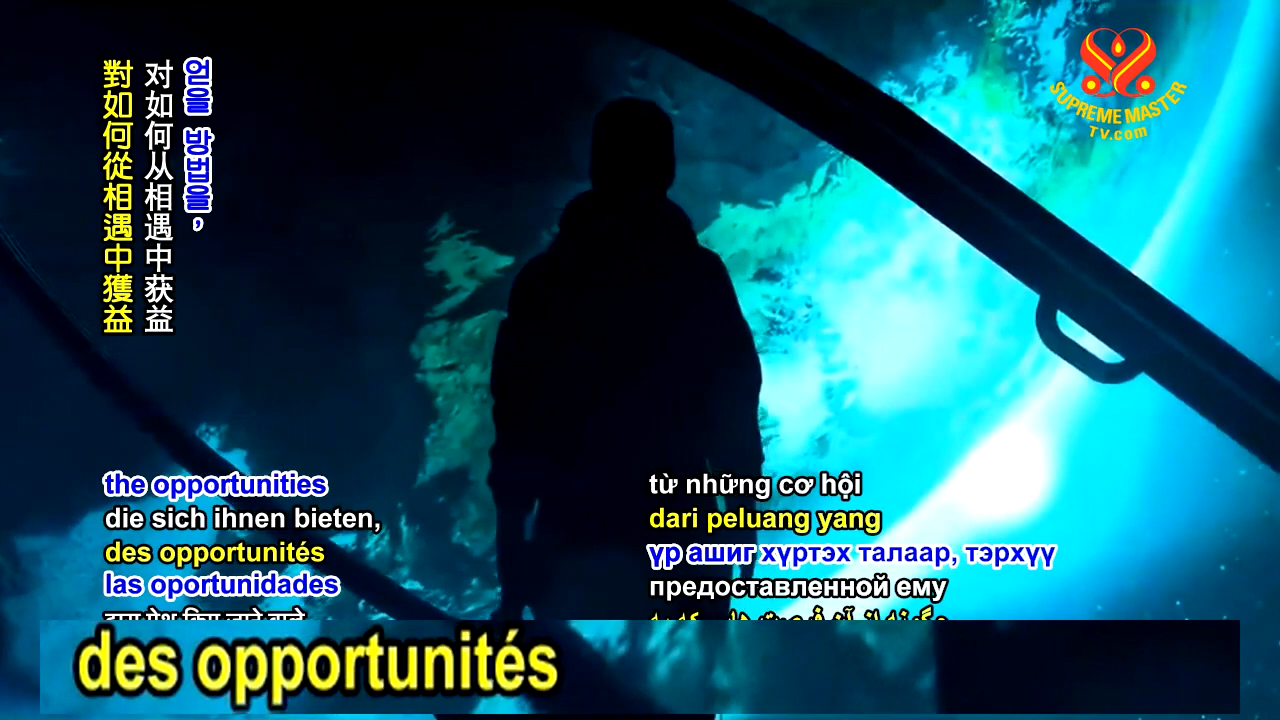 얻을 방법을,
对如何从相遇中获益
對如何從相遇中獲益
SUPREME MASTER
TV.com
the opportunities
die sich ihnen bieten,
des opportunités
las oportunidades
từ những cơ hội
dari peluang yang
үр ашиг хүртэх талаар, тэрхүү
предоставленной ему
des opportunités